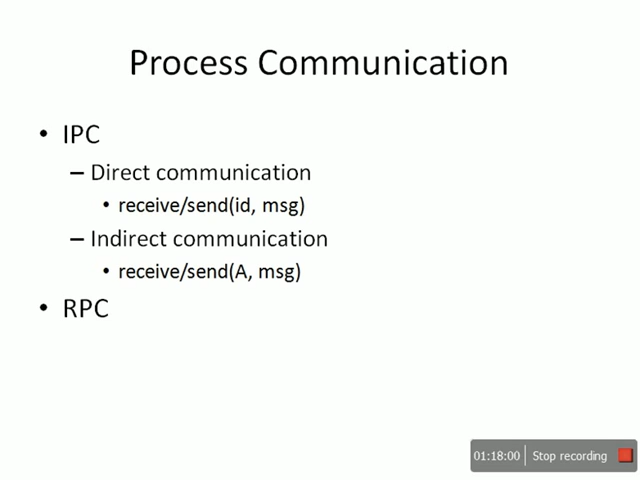 Process Communication
• IPC
– Direct communication
• receive/send(id, msg)
– Indirect communication
• receive/send(A, msg)
• RPC
01:18:00 Stop recording